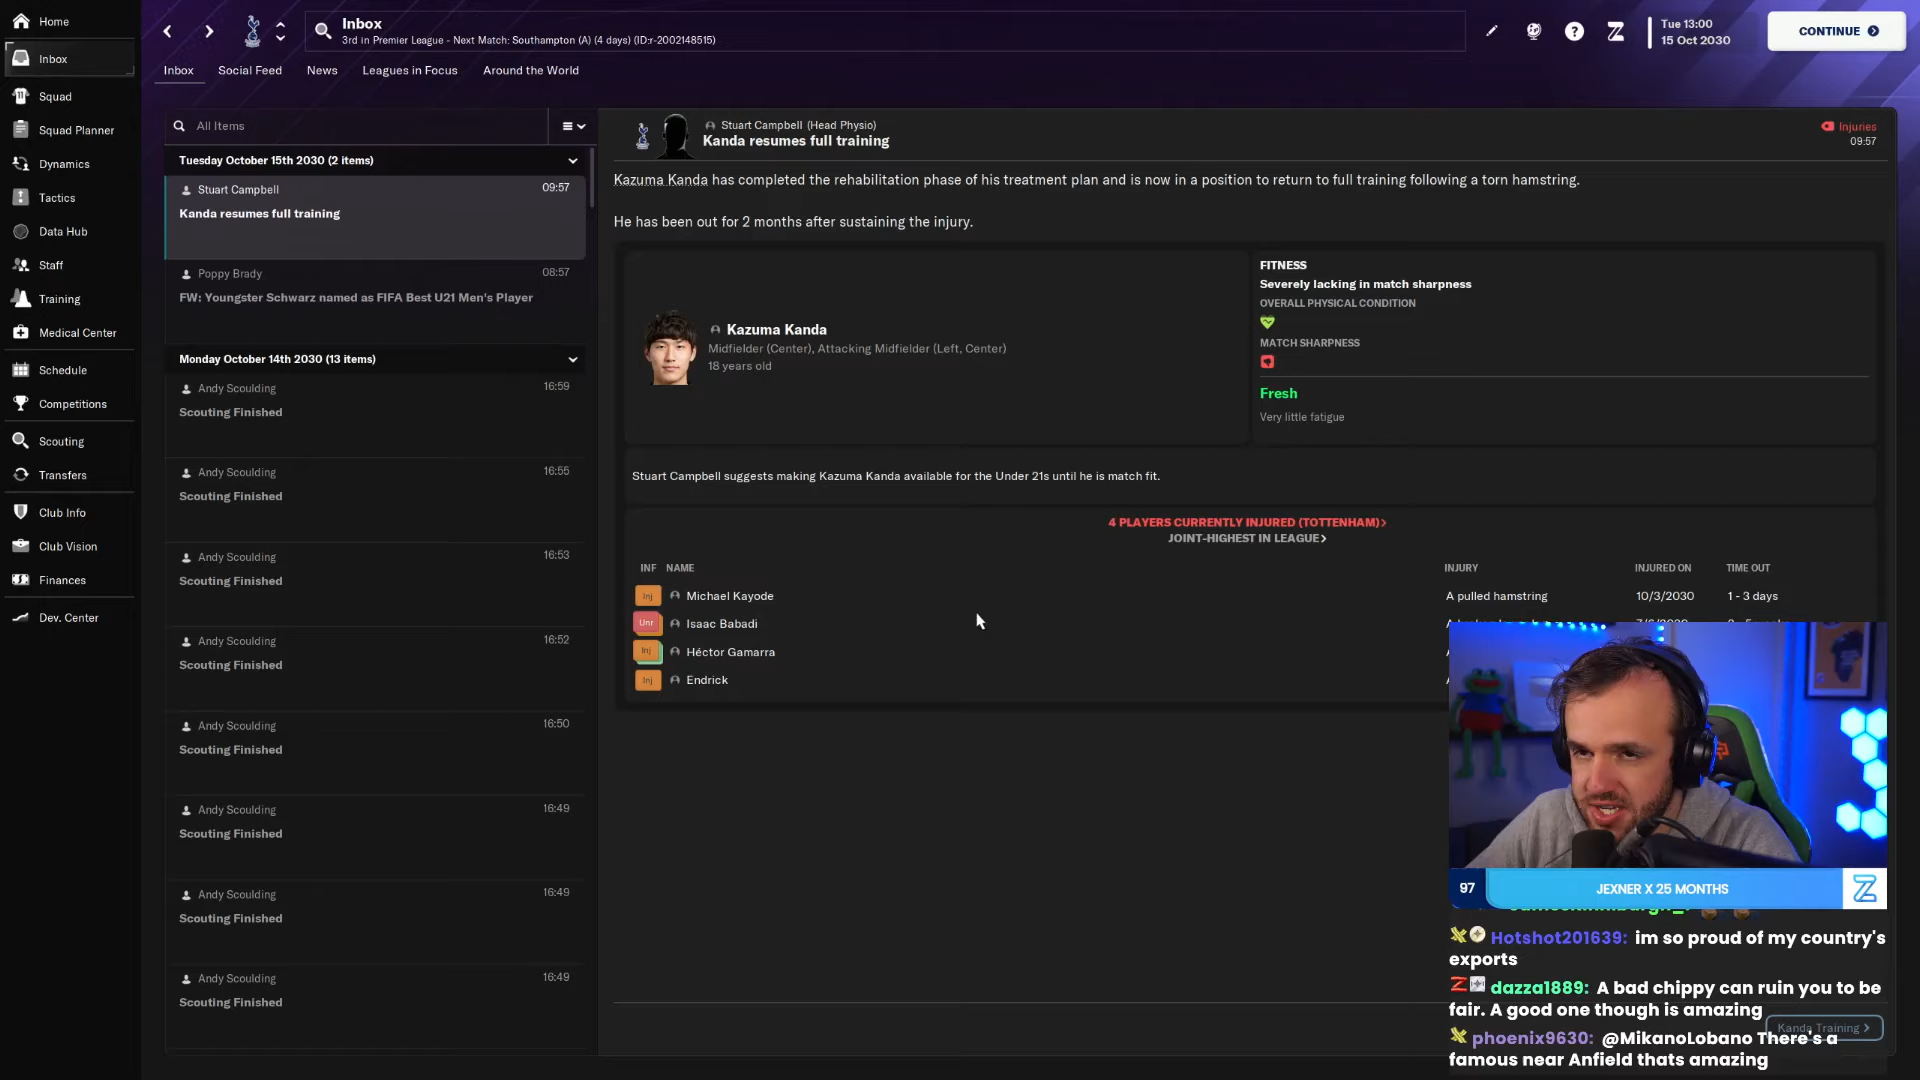 Home
Inbox
Squad
Squad Planner
Dynamics
Tactics
Data Hub
Staff
Training
Medical Center
Schedule
Competitions
Scouting
Transfers
Club Info
Club Vision
Finances
Dev. Center
Inbox
3rd in Premier League - Next Match: Southampton (A) (4 days) (ID:r-2002148515)
Tue 13:00
15 Oct 2030
CONTINUE
Inbox Social Feed News Leagues in Focus Around the World
All Items
Tuesday October 15th 2030 (2 items)
Stuart Campbell 09:57
Kanda resumes full training
Poppy Brady 08:57
FW: Youngster Schwarz named as FIFA Best U21 Men's Player
Monday October 14th 2030 (13 items)
Andy Scoulding 16:59
Scouting Finished
Andy Scoulding 16:55
Scouting Finished
Andy Scoulding 16:53
Scouting Finished
Andy Scoulding 16:52
Scouting Finished
Andy Scoulding 16:50
Scouting Finished
Andy Scoulding 16:49
Scouting Finished
Andy Scoulding 16:49
Scouting Finished
Andy Scoulding 16:49
Scouting Finished
Stuart Campbell (Head Physio)
Kanda resumes full training
Injuries
09:57
Kazuma Kanda has completed the rehabilitation phase of his treatment plan and is now in a position to return to full training following a torn hamstring.
He has been out for 2 months after sustaining the injury.
Kazuma Kanda
Midfielder (Center), Attacking Midfielder (Left, Center)
18 years old
FITNESS
Severely lacking in match sharpness
OVERALL PHYSICAL CONDITION
MATCH SHARPNESS
Fresh
Very little fatigue
Stuart Campbell suggests making Kazuma Kanda available for the Under 21s until he is match fit.
4 PLAYERS CURRENTLY INJURED (TOTTENHAM)>
JOINT-HIGHEST IN LEAGUE>
INF NAME INJURY INJURED ON TIME OUT
Inj Michael Kayode A pulled hamstring 10/3/2030 1 - 3 days
Unr Isaac Babadi
Inj Héctor Gamarra
Inj Endrick
97 JEXNER X 25 MONTHS
Hotshot201639: im so proud of my country's
exports
dazza1889: A bad chippy can ruin you to be
fair. A good one though is amazing
Kanda Training >
phoenix9630: @MikanoLobano There's a
famous near Anfield thats amazing